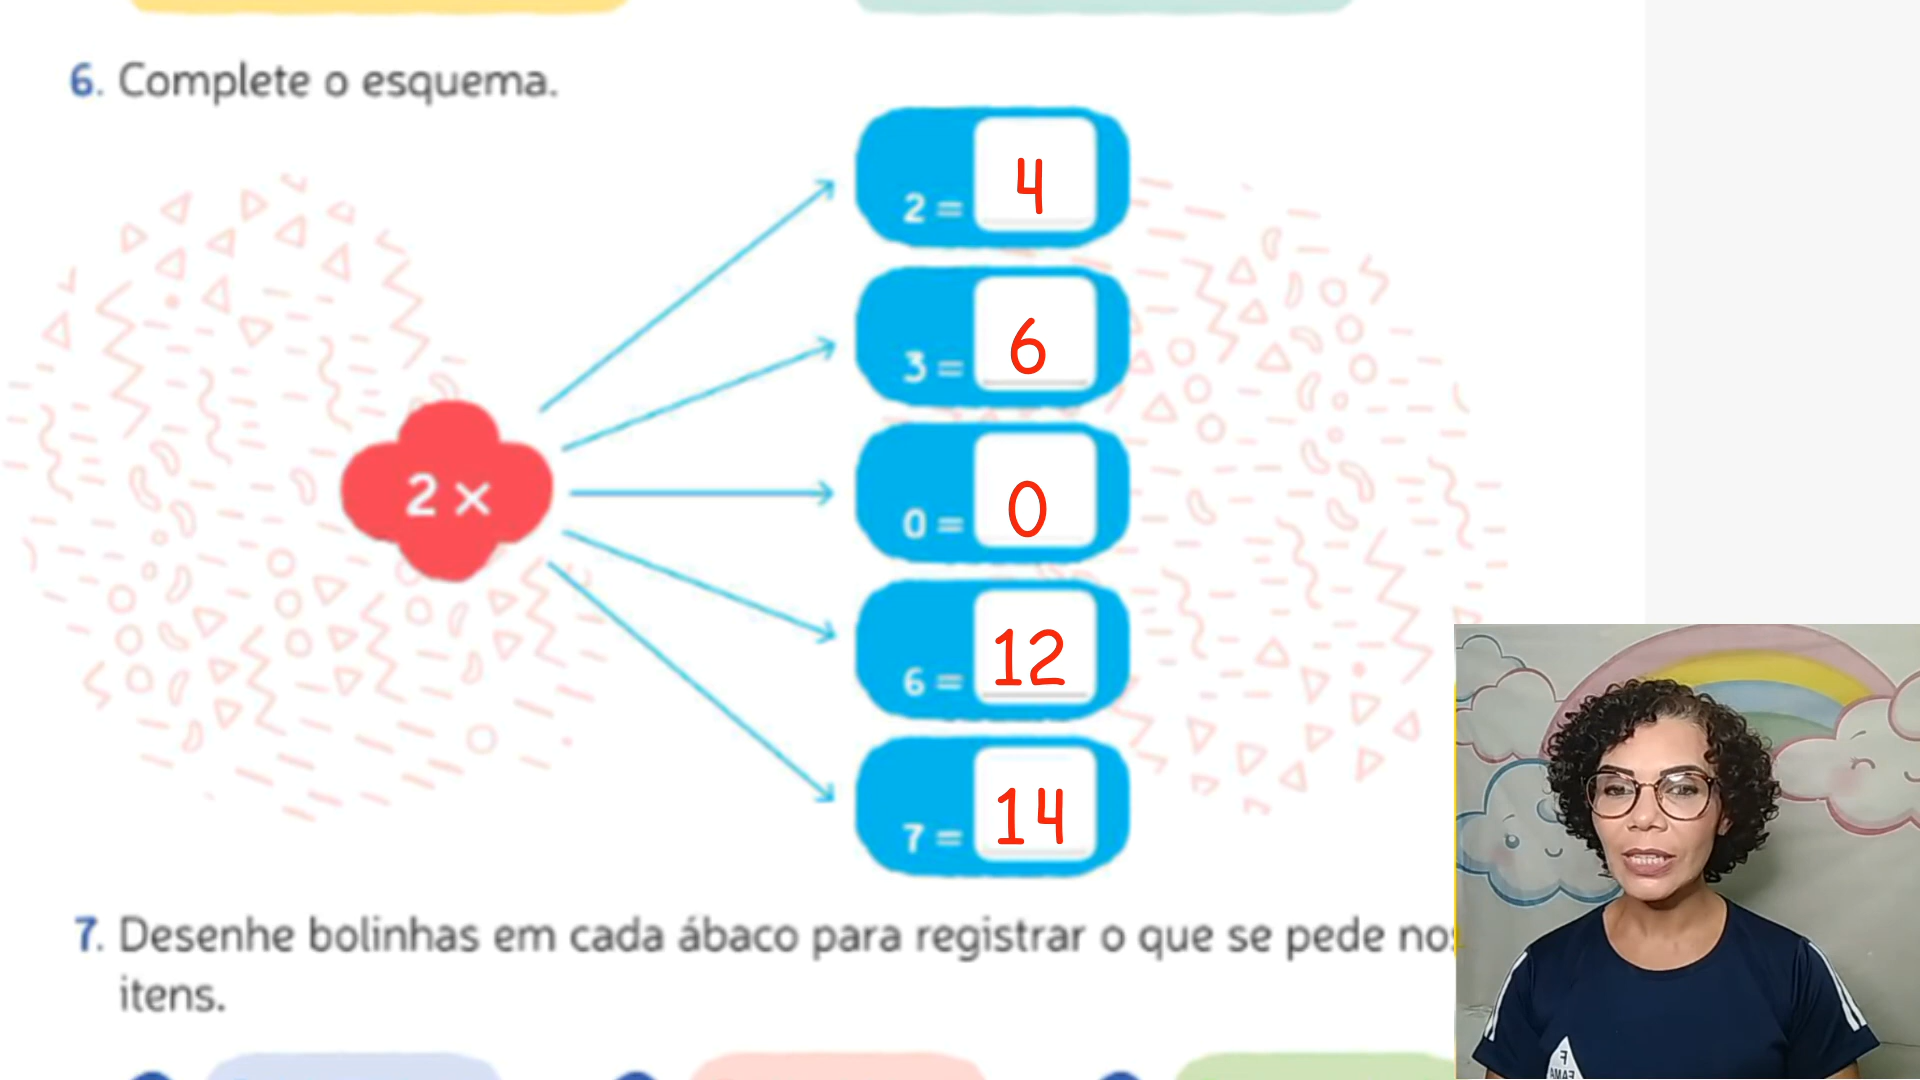 6. Complete o esquema.
2 = 4
3 = 6
2 ×
0 = 0
6 = 12
7 = 14
7. Desenhe bolinhas em cada ábaco para registrar o que se pede nos
itens.